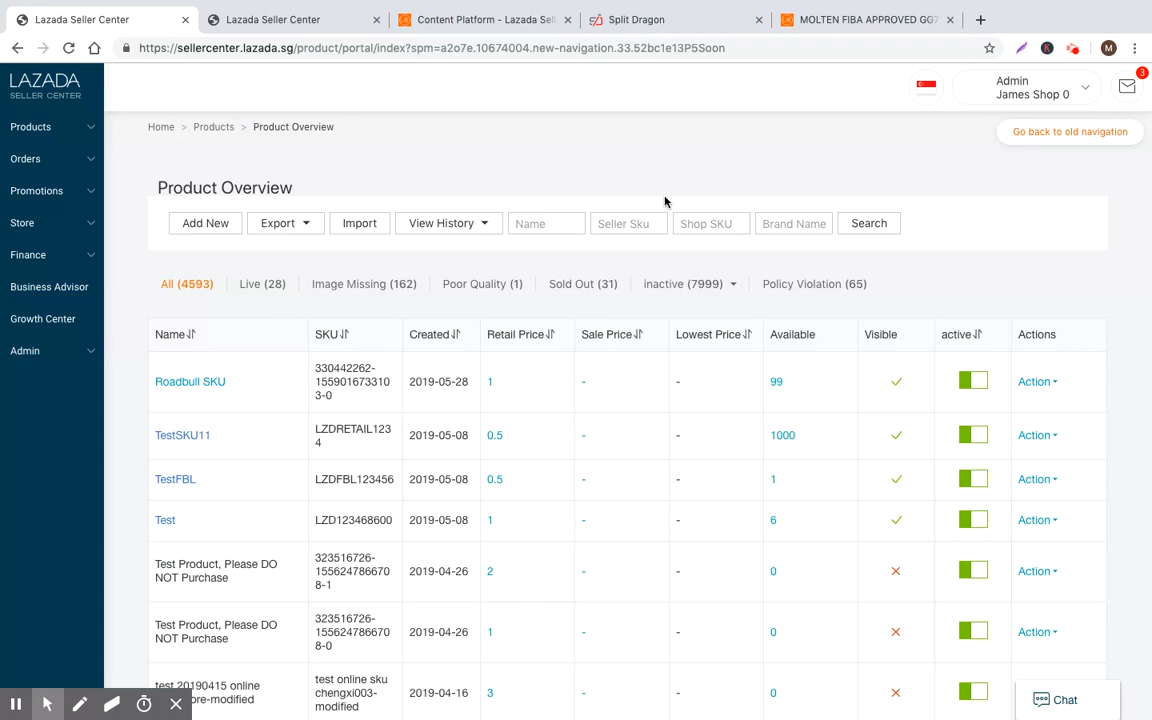 Lazada Seller Center
Lazada Seller Center
Content Platform - Lazada Sell
Split Dragon
MOLTEN FIBA APPROVED GG7
https://sellercenter.lazada.sg/product/portal/index?spm=a2o7e.10674004.new-navigation.33.52bc1e13P5Soon
M
LAZADA
SELLER CENTER
Admin
James Shop 0
3
Products
Orders
Promotions
Store
Finance
Business Advisor
Growth Center
Admin
Home > Products > Product Overview
Go back to old navigation
Product Overview
Add New
Export
Import
View History
Name
Seller Sku
Shop SKU
Brand Name
Search
All (4593)
Live (28)
Image Missing (162)
Poor Quality (1)
Sold Out (31)
inactive (7999)
Policy Violation (65)
Name SKU Created Retail Price Sale Price Lowest Price Available Visible active Actions
Roadbull SKU
330442262-
155901673310
3-0
2019-05-28 1 - - 99 Action
TestSKU11
LZDRETAIL123
4
2019-05-08 0.5 - - 1000 Action
TestFBL LZDFBL123456 2019-05-08 0.5 - - 1 Action
Test LZD123468600 2019-05-08 1 - - 6 Action
Test Product, Please DO
NOT Purchase
323516726-
155624786670
8-1
2019-04-26 2 - - 0 Action
Test Product, Please DO
NOT Purchase
323516726-
155624786670
8-0
2019-04-26 1 - - 0 Action
test 20190415 online
ore-modified
test online sku
chengxi003-
modified
2019-04-16 3 - - 0
Chat